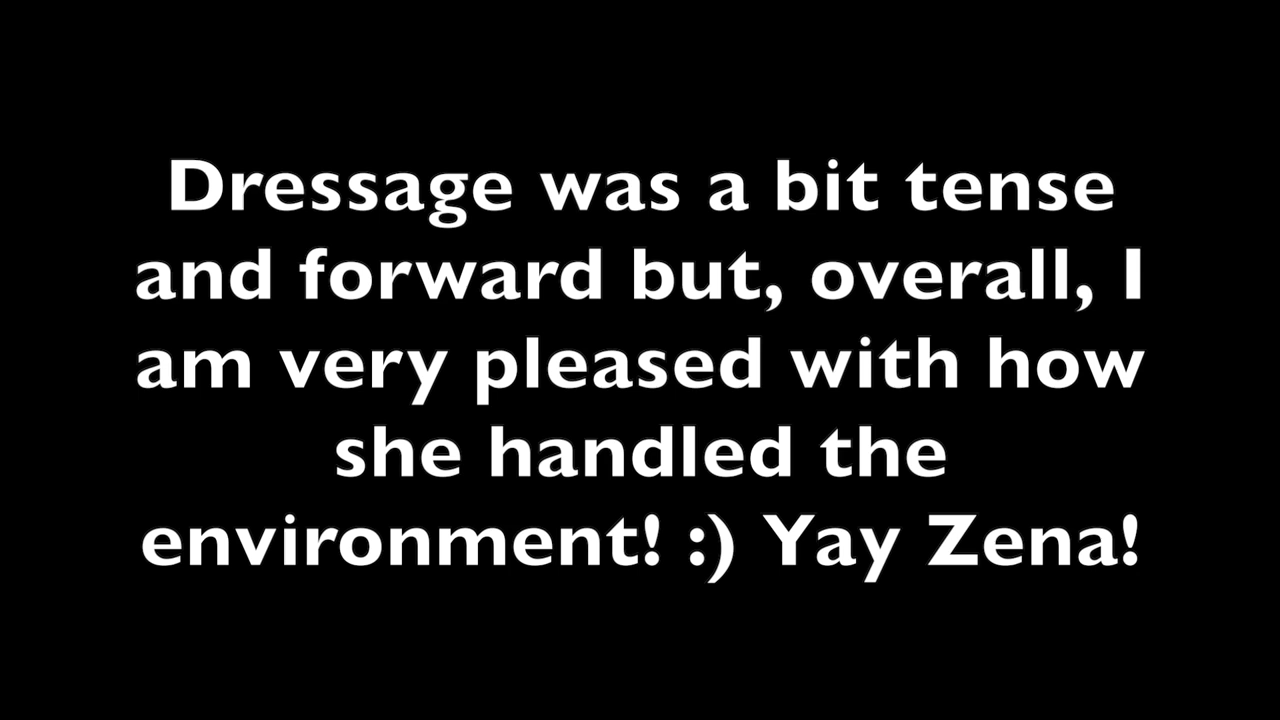 Dressage was a bit tense
and forward but, overall, I
am very pleased with how
she handled the
environment! :) Yay Zena!